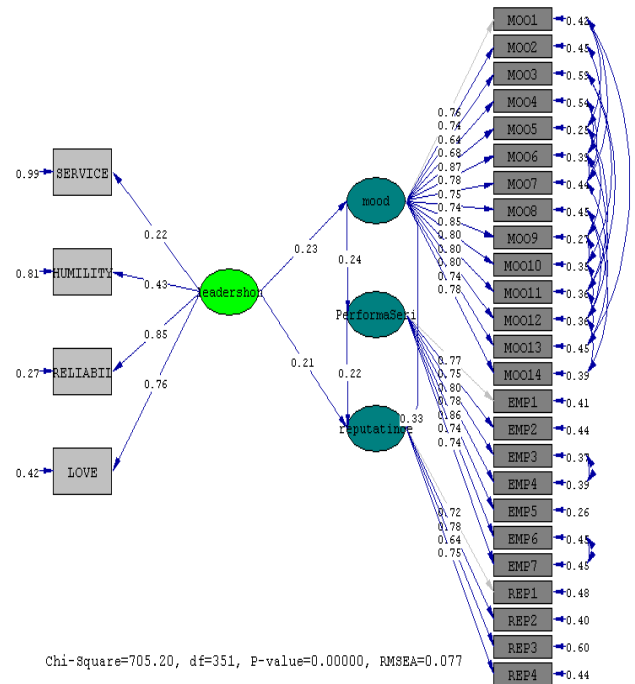 0.99
SERVICE
0.81
HUMILITY
0.27
RELIABII
0.42
LOVE
0.22
0.43
0.85
0.76
leadershop
0.23
0.21
mood
0.24
PerformaSeri
0.22
0.33
0.76
0.74
0.64
0.68
0.87
0.78
0.75
0.74
0.85
0.80
0.80
0.80
0.74
0.78
0.77
0.75
0.80
0.78
0.86
0.74
0.74
0.72
0.78
0.64
0.75
MOO1 0.42
MOO2 0.45
MOO3 0.59
MOO4 0.54
MOO5 0.25
MOO6 0.39
MOO7 0.44
MOO8 0.45
MOO9 0.27
MOO10 0.35
MOO11 0.36
MOO12 0.36
MOO13 0.45
MOO14 0.39
EMP1 0.41
EMP2 0.44
EMP3 0.37
EMP4 0.39
EMP5 0.26
EMP6 0.45
EMP7 0.45
REP1 0.48
REP2 0.40
REP3 0.60
REP4 0.44
Chi-Square=705.20, df=351, P-value=0.00000, RMSEA=0.077